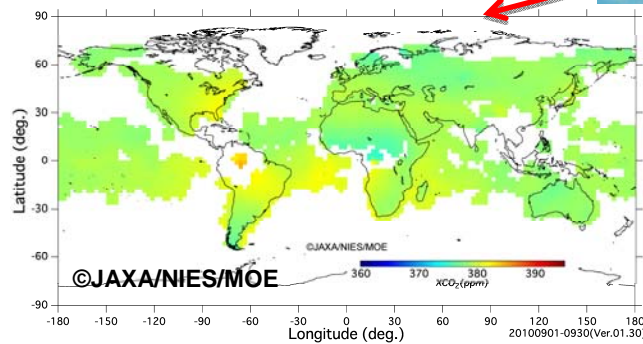 90
60
30
0
-30
-60
-90
Latitude (deg.)
©JAXA/NIES/MOE
360 370 380 390
XCO₂(ppm)
©JAXA/NIES/MOE
-180 -150 -120 -90 -60 -30 0 30 60 90 120 150 180
Longitude (deg.)
20100901-0930(Ver.01.30)